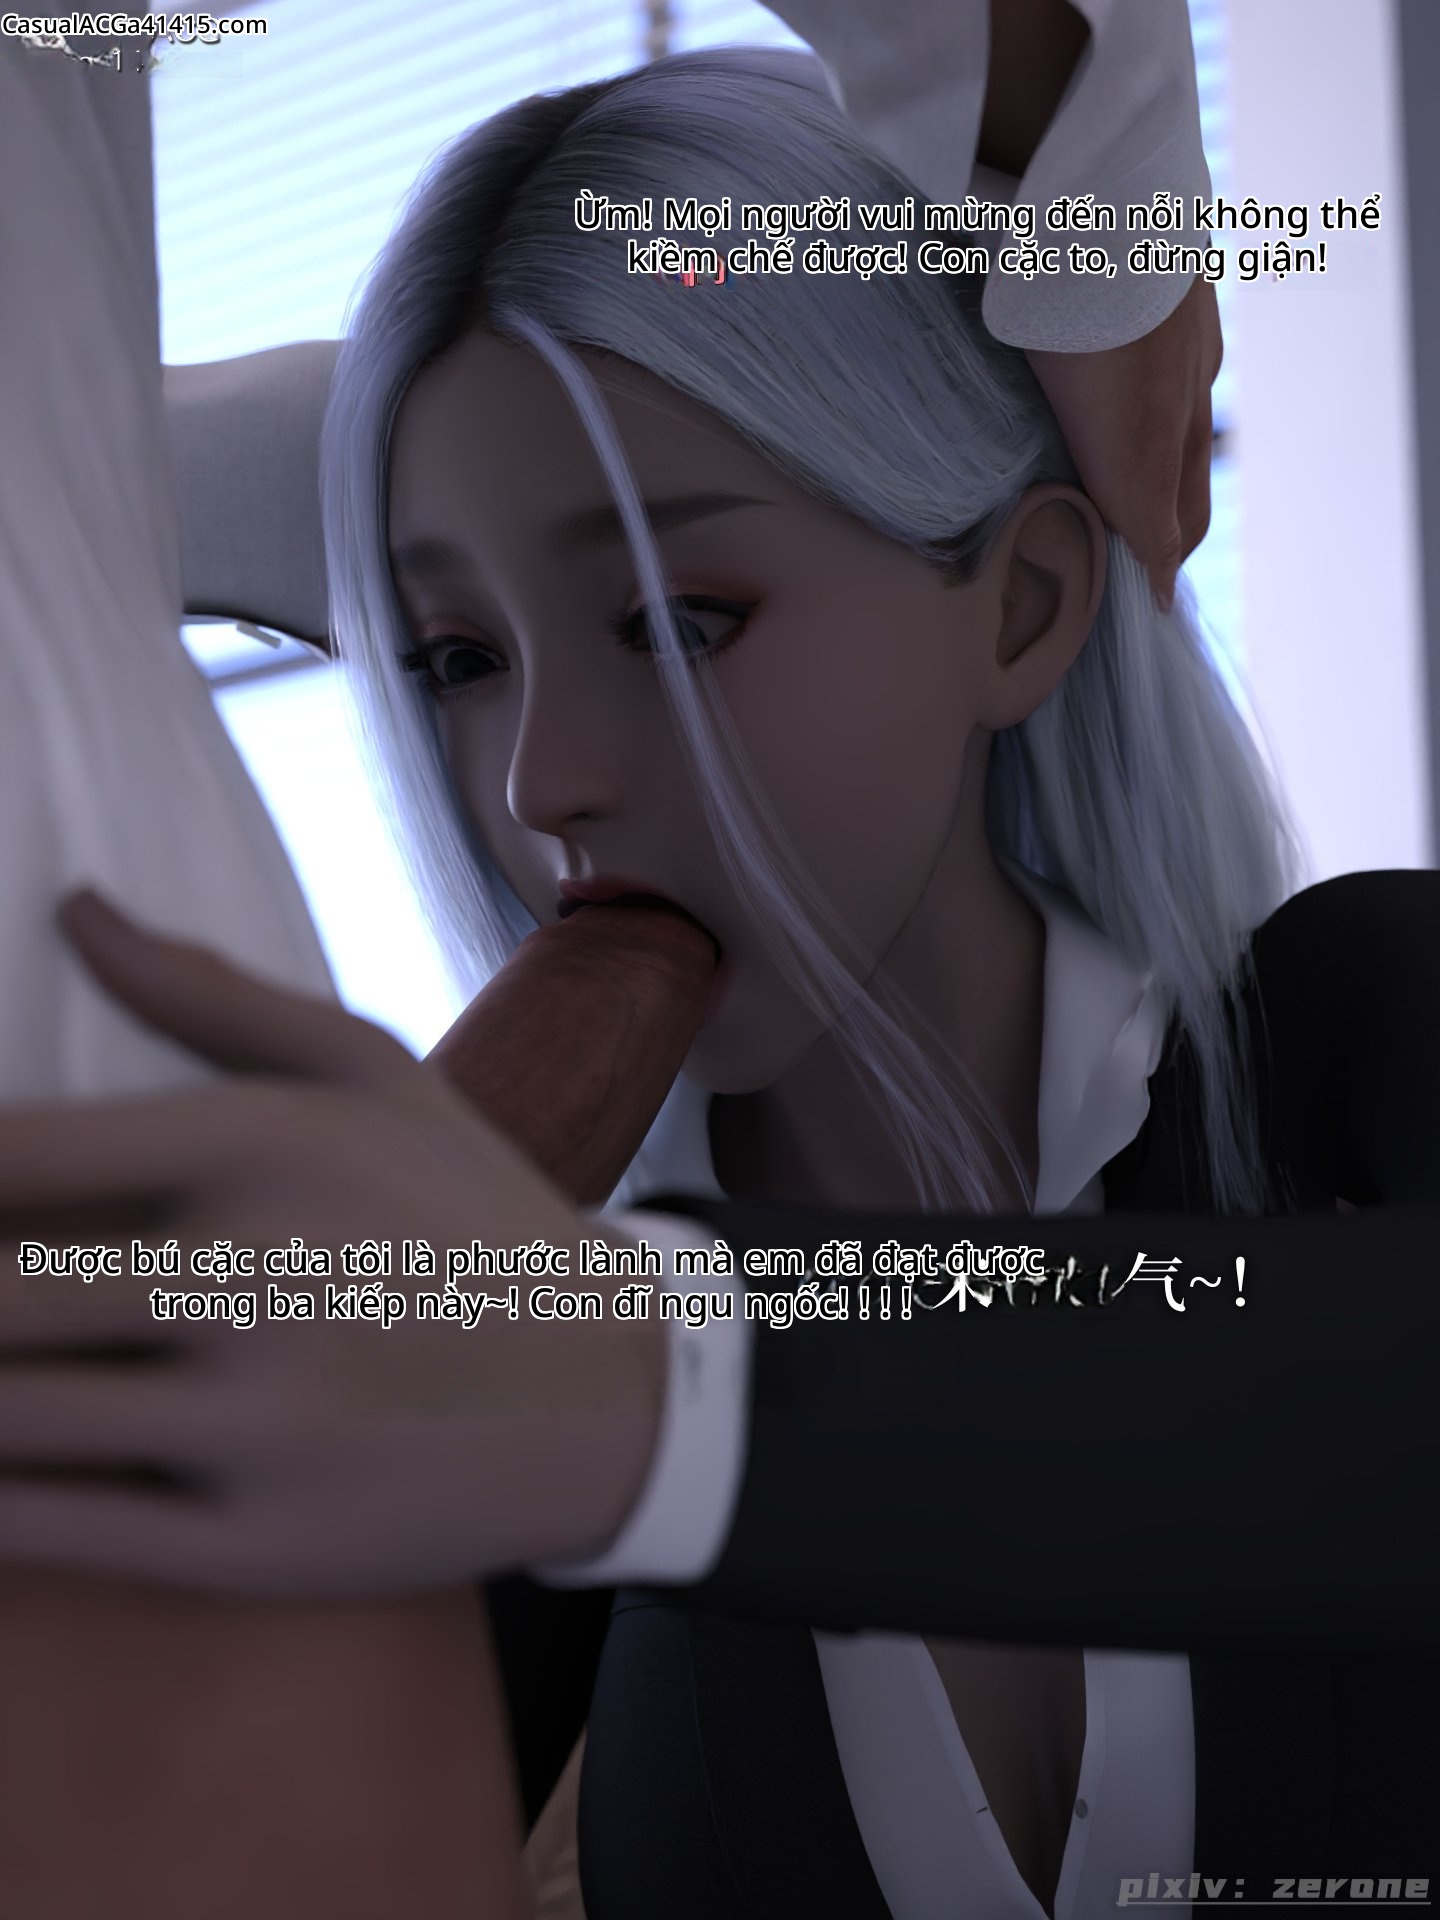 CasualACGa41415.com
Ừm! Mọi người vui mừng đến nỗi không thể
kiềm chế được! Con cặc to, đừng giận!
Được bú cặc của tôi là phước lành mà em đã đạt được
trong ba kiếp này~! Con đĩ ngu ngốc!!!! 气~!
pixiv: zerone